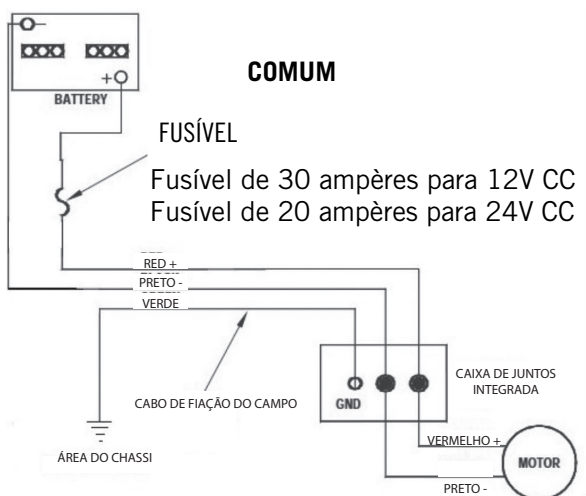 COMUM
BATTERY
FUSÍVEL
Fusível de 30 ampères para 12V CC
Fusível de 20 ampères para 24V CC
RED +
PRETO -
VERDE
CABO DE FIAÇÃO DO CAMPO
ÁREA DO CHASSI
GND
CAIXA DE JUNTOS
INTEGRADA
VERMELHO +
MOTOR
PRETO -